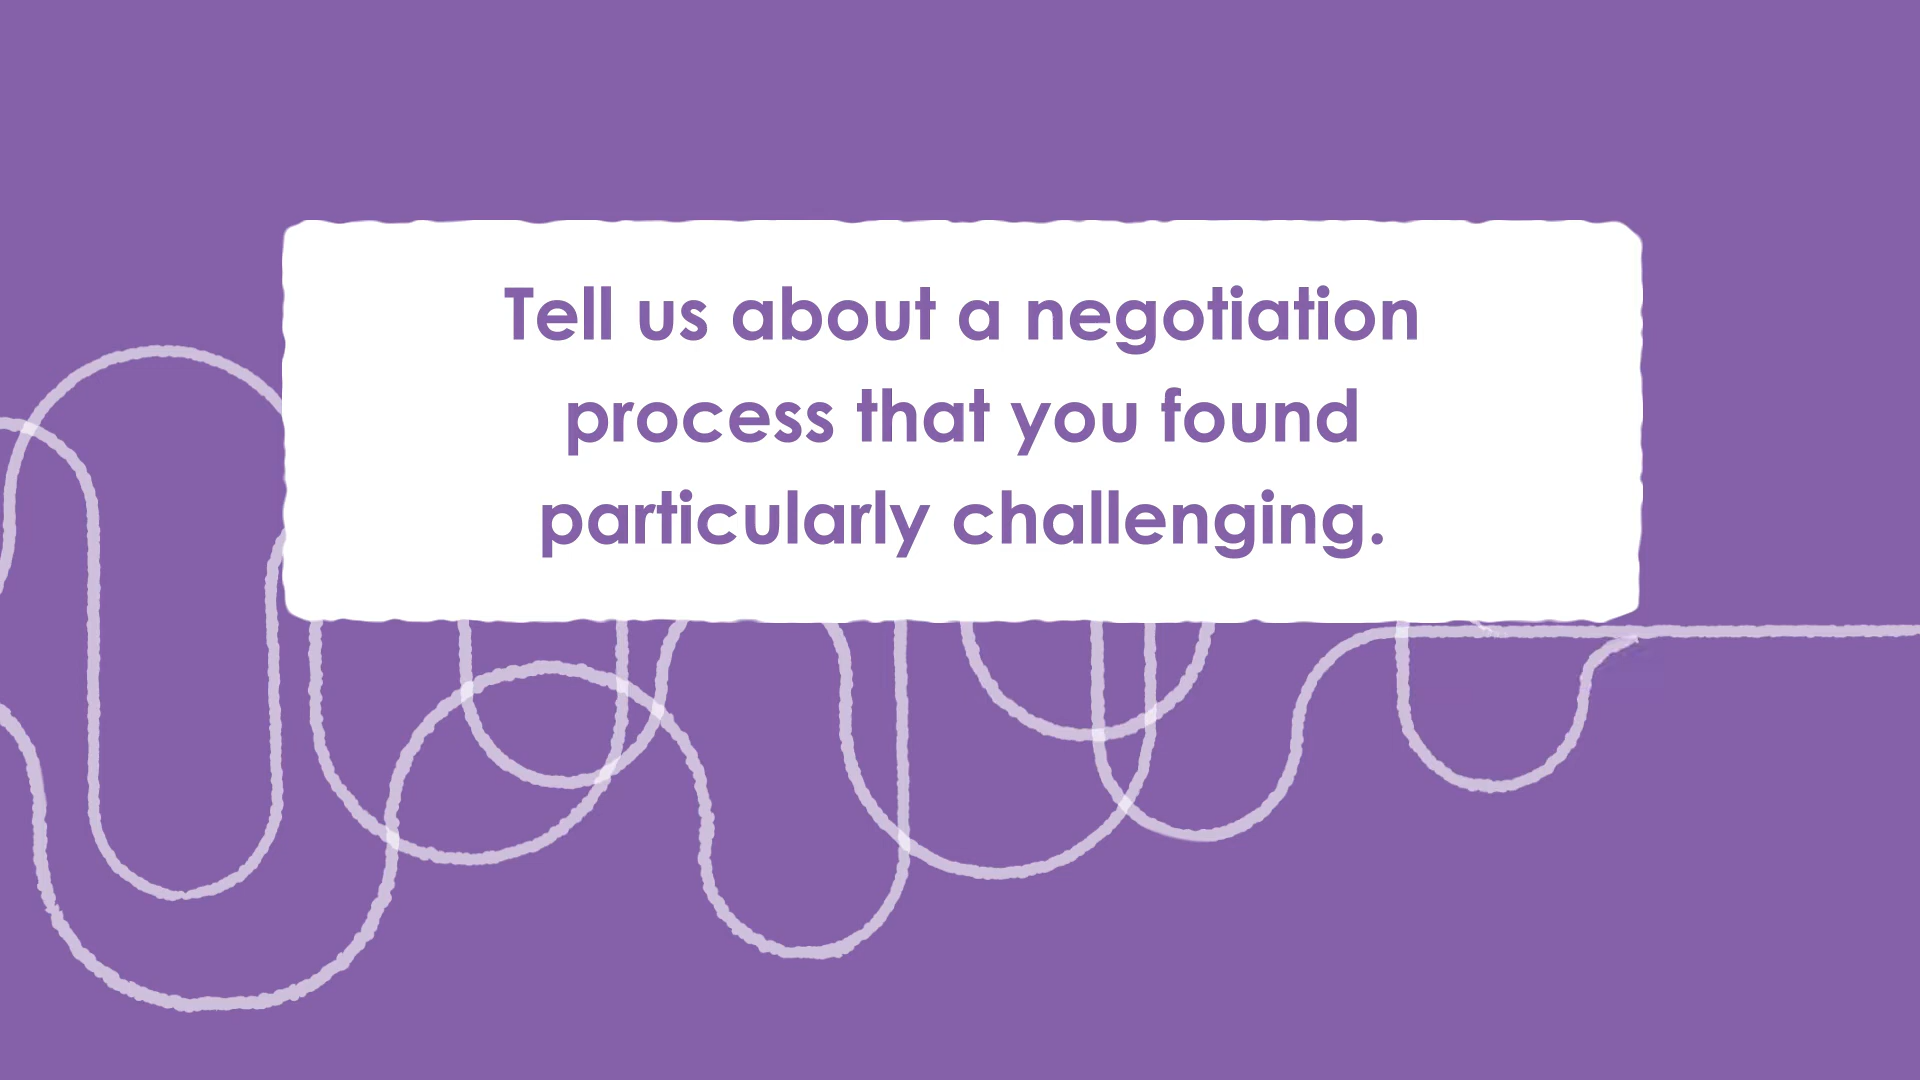 Tell us about a negotiation
process that you found
particularly challenging.